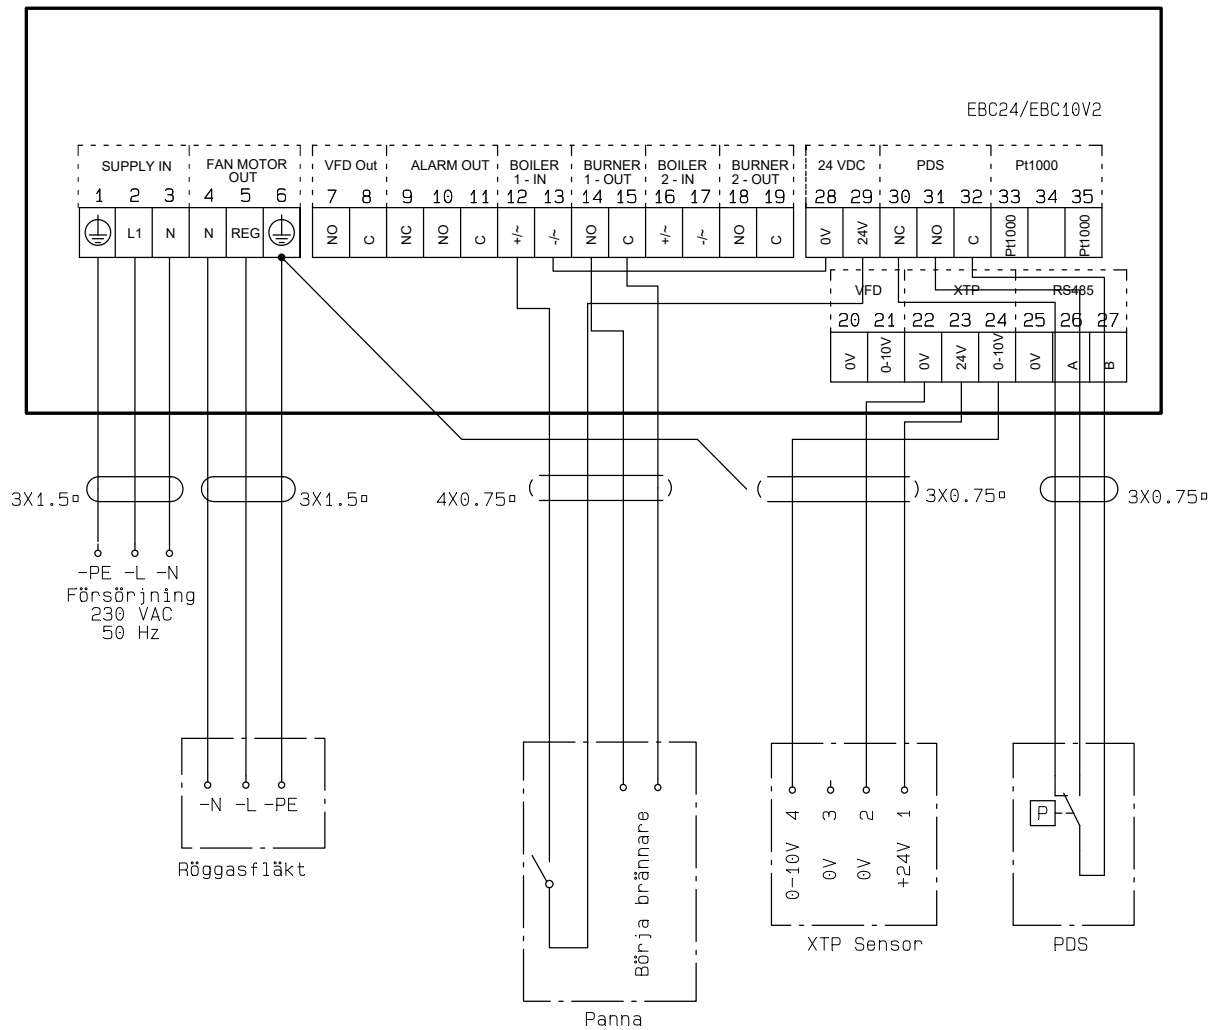 EBC24/EBC10V2
SUPPLY IN
FAN MOTOR
OUT
VFD Out
ALARM OUT
BOILER
1 - IN
BURNER
1 - OUT
BOILER
2 - IN
BURNER
2 - OUT
24 VDC
PDS
Pt1000
1 2 3 4 5 6 7 8 9 10 11 12 13 14 15 16 17 18 19 28 29 30 31 32 33 34 35
L1 N N REG NO C NC NO C +/~ -/~ NO C +/~ -/~ NO C 0V 24V NC NO C Pt1000 Pt1000
VFD XTP RS485
20 21 22 23 24 25 26 27
0V 0-10V 0V 24V 0-10V 0V A B
3X1.5▫
3X1.5▫
4X0.75▫
3X0.75▫
3X0.75▫
-PE -L -N
Försörjning
230 VAC
50 Hz
-N -L -PE
Röggasfläkt
Börja brännare
Panna
4 3 2 1
0-10V 0V 0V +24V
XTP Sensor
P
PDS